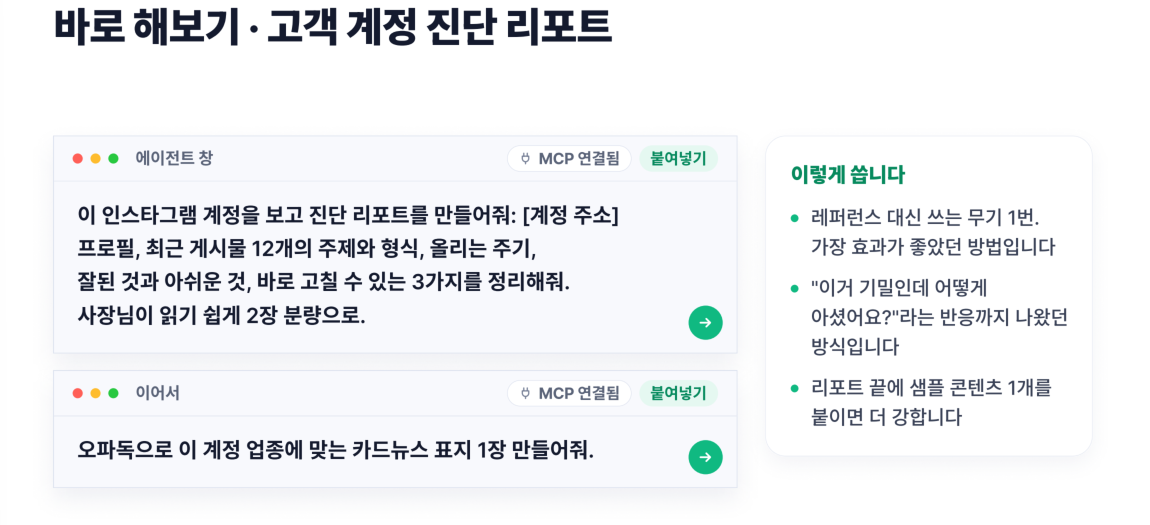 바로 해보기 · 고객 계정 진단 리포트
에이전트 창
MCP 연결됨
붙여넣기
이 인스타그램 계정을 보고 진단 리포트를 만들어줘: [계정 주소]
프로필, 최근 게시물 12개의 주제와 형식, 올리는 주기,
잘된 것과 아쉬운 것, 바로 고칠 수 있는 3가지를 정리해줘.
사장님이 읽기 쉽게 2장 분량으로.
이어서
MCP 연결됨
붙여넣기
오파독으로 이 계정 업종에 맞는 카드뉴스 표지 1장 만들어줘.
이렇게 씁니다
레퍼런스 대신 쓰는 무기 1번.
가장 효과가 좋았던 방법입니다
"이거 기밀인데 어떻게
아셨어요?"라는 반응까지 나왔던
방식입니다
리포트 끝에 샘플 콘텐츠 1개를
붙이면 더 강합니다